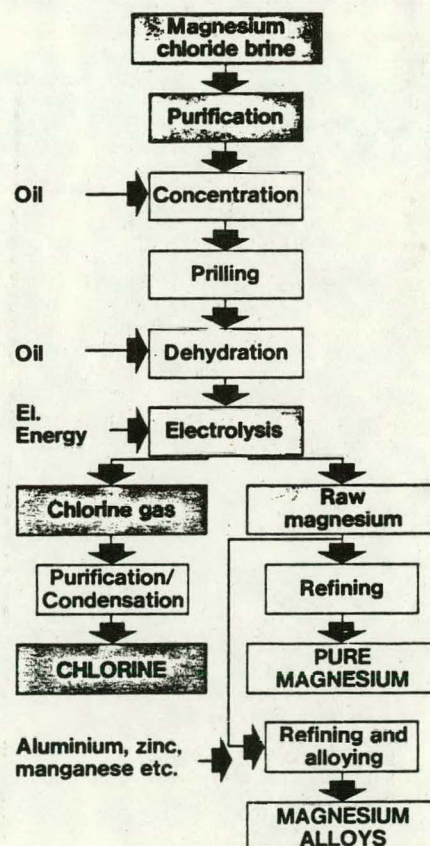 Magnesium
chloride brine
Purification
Oil
Concentration
Prilling
Oil
Dehydration
El.
Energy
Electrolysis
Chlorine gas
Raw
magnesium
Purification/
Condensation
Refining
CHLORINE
PURE
MAGNESIUM
Aluminium, zinc,
manganese etc.
Refining and
alloying
MAGNESIUM
ALLOYS